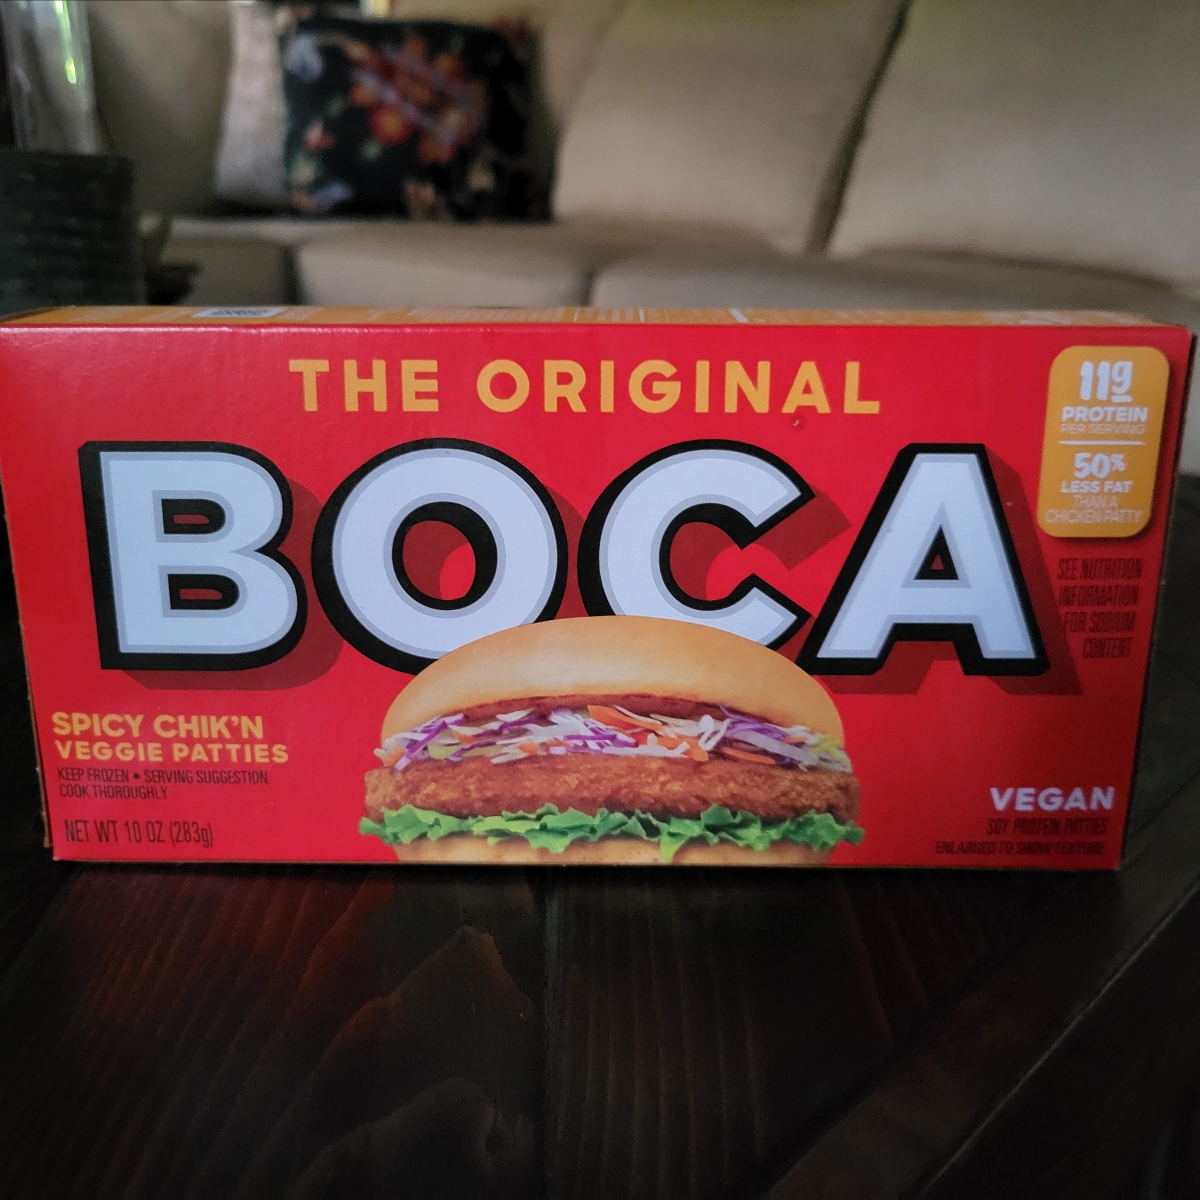 THE ORIGINAL
BOCA
11g
PROTEIN
PER SERVING
50%
LESS FAT
THAN A
CHICKEN PATTY
SEE NUTRITION
INFORMATION
FOR SODIUM
CONTENT
SPICY CHIK'N
VEGGIE PATTIES
KEEP FROZEN • SERVING SUGGESTION
COOK THOROUGHLY
NET WT 10 OZ (283g)
VEGAN
SOY PROTEIN PATTIES
ENLARGED TO SHOW TEXTURE